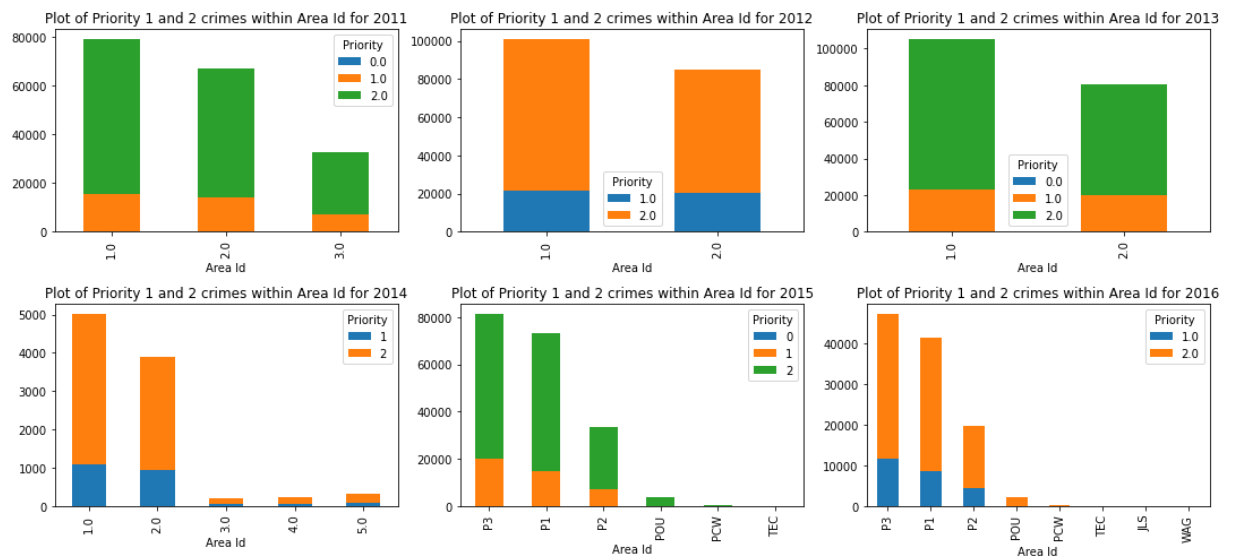 Plot of Priority 1 and 2 crimes within Area Id for 2011
80000
60000
40000
20000
0
Priority
0.0
1.0
2.0
1.0
2.0
3.0
Area Id
Plot of Priority 1 and 2 crimes within Area Id for 2012
100000
80000
60000
40000
20000
0
Priority
1.0
2.0
1.0
2.0
Area Id
Plot of Priority 1 and 2 crimes within Area Id for 2013
100000
80000
60000
40000
20000
0
Priority
0.0
1.0
2.0
1.0
2.0
Area Id
Plot of Priority 1 and 2 crimes within Area Id for 2014
5000
4000
3000
2000
1000
0
Priority
1
2
1.0
2.0
3.0
4.0
5.0
Area Id
Plot of Priority 1 and 2 crimes within Area Id for 2015
80000
60000
40000
20000
0
Priority
0
1
2
P3
P1
P2
POU
PCW
TEC
Area Id
Plot of Priority 1 and 2 crimes within Area Id for 2016
40000
30000
20000
10000
0
Priority
1.0
2.0
P3
P1
P2
POU
PCW
TEC
JLS
WAG
Area Id